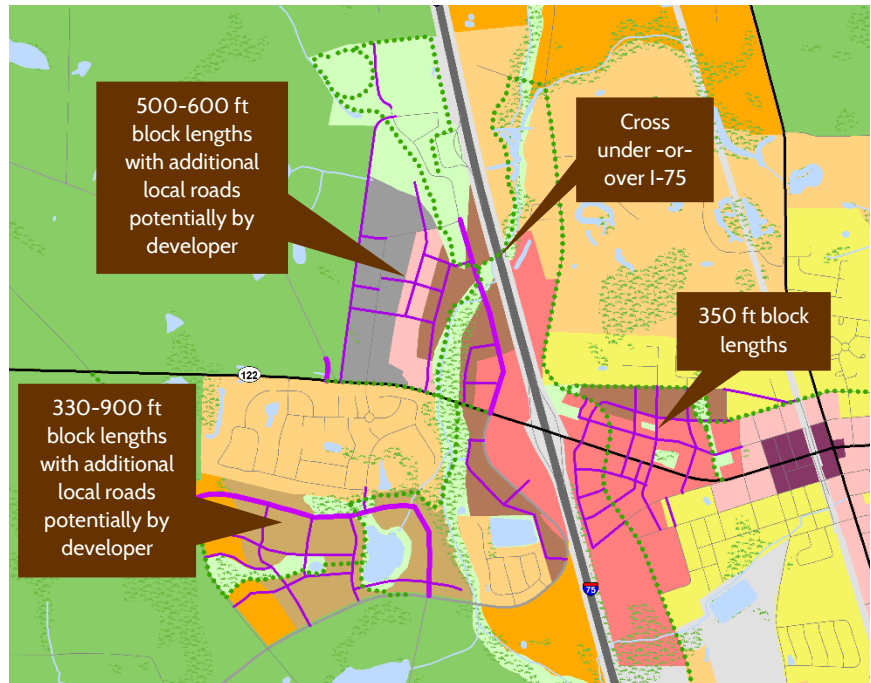 500-600 ft
block lengths
with additional
local roads
potentially by
developer
Cross
under -or-
over I-75
350 ft block
lengths
122
330-900 ft
block lengths
with additional
local roads
potentially by
developer
75